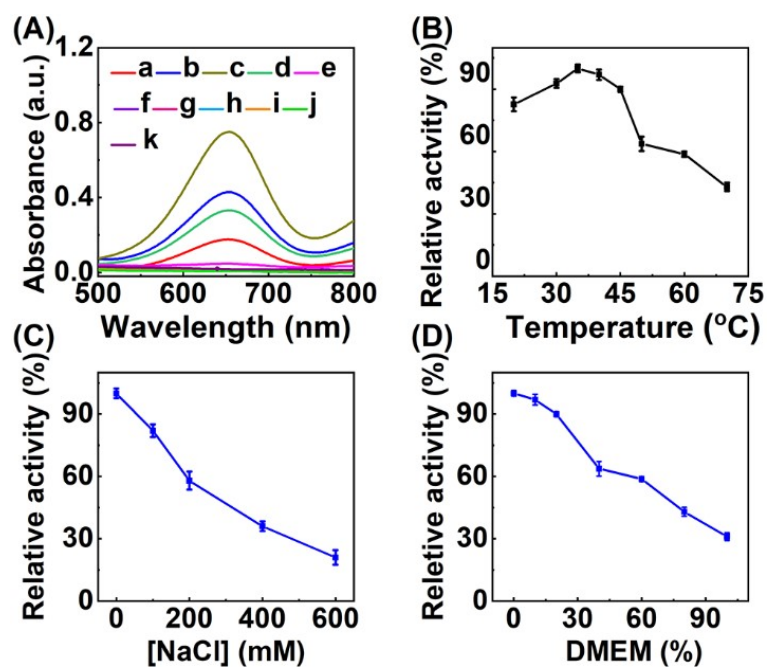 (A)
Absorbance (a.u.)
1.2
0.8
0.4
0.0
a b c d e
f g h i j
k
500 600 700 800
Wavelength (nm)
(B)
Relative actvitiy (%)
90
60
30
0
15 30 45 60 75
Temperature (°C)
(C)
Relative activity (%)
90
60
30
0
0 200 400 600
[NaCl] (mM)
(D)
Reletive activity (%)
90
60
30
0
0 30 60 90
DMEM (%)